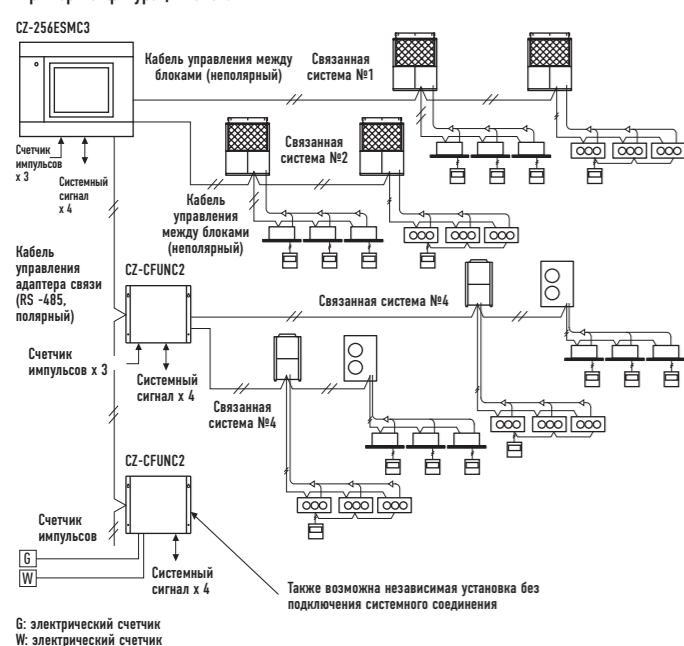 CZ-256ESMC3
Кабель управления между
блоками (неполярный)
Связанная
система №1
Счетчик
импульсов
x 3
Системный
сигнал
x 4
Связанная
система №2
Кабель
управления
между блоками
(неполярный)
Кабель
управления
адаптера связи
(RS -485,
полярный)
CZ-CFUNC2
Связанная система №4
Счетчик
импульсов x 3
Системный
сигнал x 4
Связанная
система №4
CZ-CFUNC2
Счетчик
импульсов
G
W
Системный
сигнал x 4
Также возможна независимая установка без
подключения системного соединения
G: электрический счетчик
W: электрический счетчик